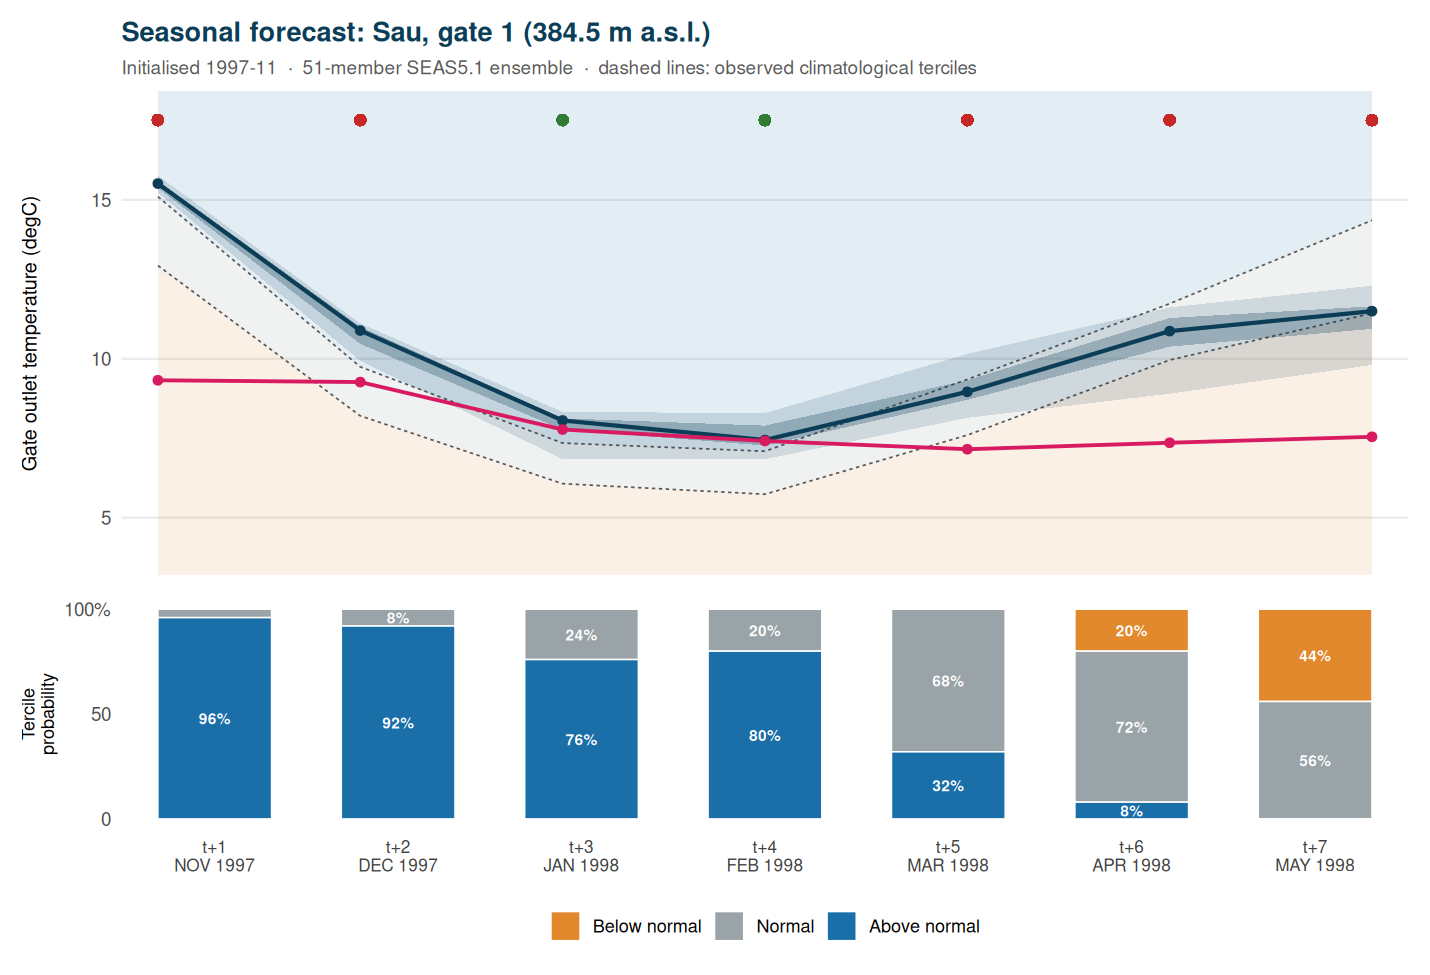 Seasonal forecast: Sau, gate 1 (384.5 m a.s.l.)
Initialised 1997-11 · 51-member SEAS5.1 ensemble · dashed lines: observed climatological terciles
Gate outlet temperature (degC)
15
10
5
Tercile
probability
100%
50
0
96%
8%
92%
24%
76%
20%
80%
68%
32%
20%
72%
8%
44%
56%
t+1
NOV 1997
t+2
DEC 1997
t+3
JAN 1998
t+4
FEB 1998
t+5
MAR 1998
t+6
APR 1998
t+7
MAY 1998
Below normal
Normal
Above normal